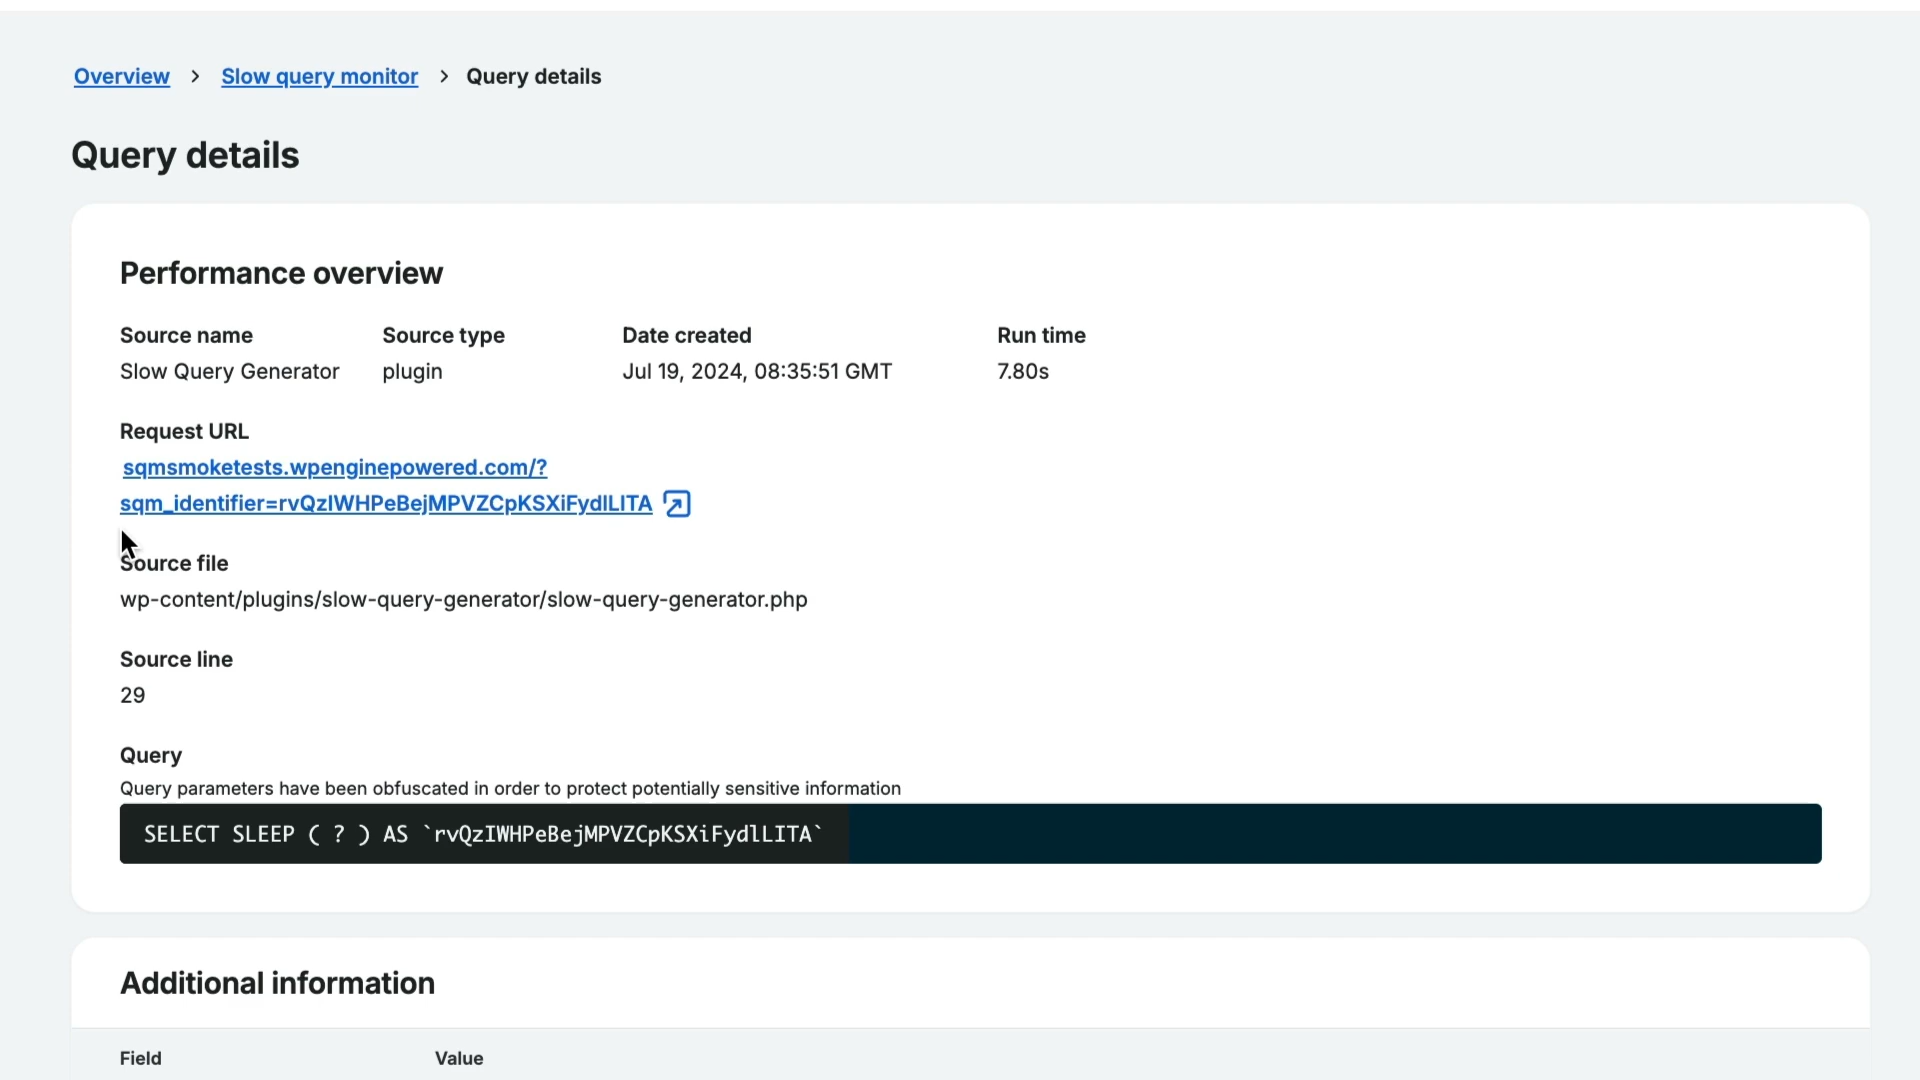 Overview > Slow query monitor > Query details
Query details
Performance overview
Source name Source type Date created Run time
Slow Query Generator plugin Jul 19, 2024, 08:35:51 GMT 7.80s
Request URL
sqmsmoketests.wpenginepowered.com/?
sqm_identifier=rvQzIWHPeBejMPVZCpKSXiFydlLITA
Source file
wp-content/plugins/slow-query-generator/slow-query-generator.php
Source line
29
Query
Query parameters have been obfuscated in order to protect potentially sensitive information
SELECT SLEEP ( ? ) AS `rvQzIWHPeBejMPVZCpKSXiFydlLITA`
Additional information
Field Value